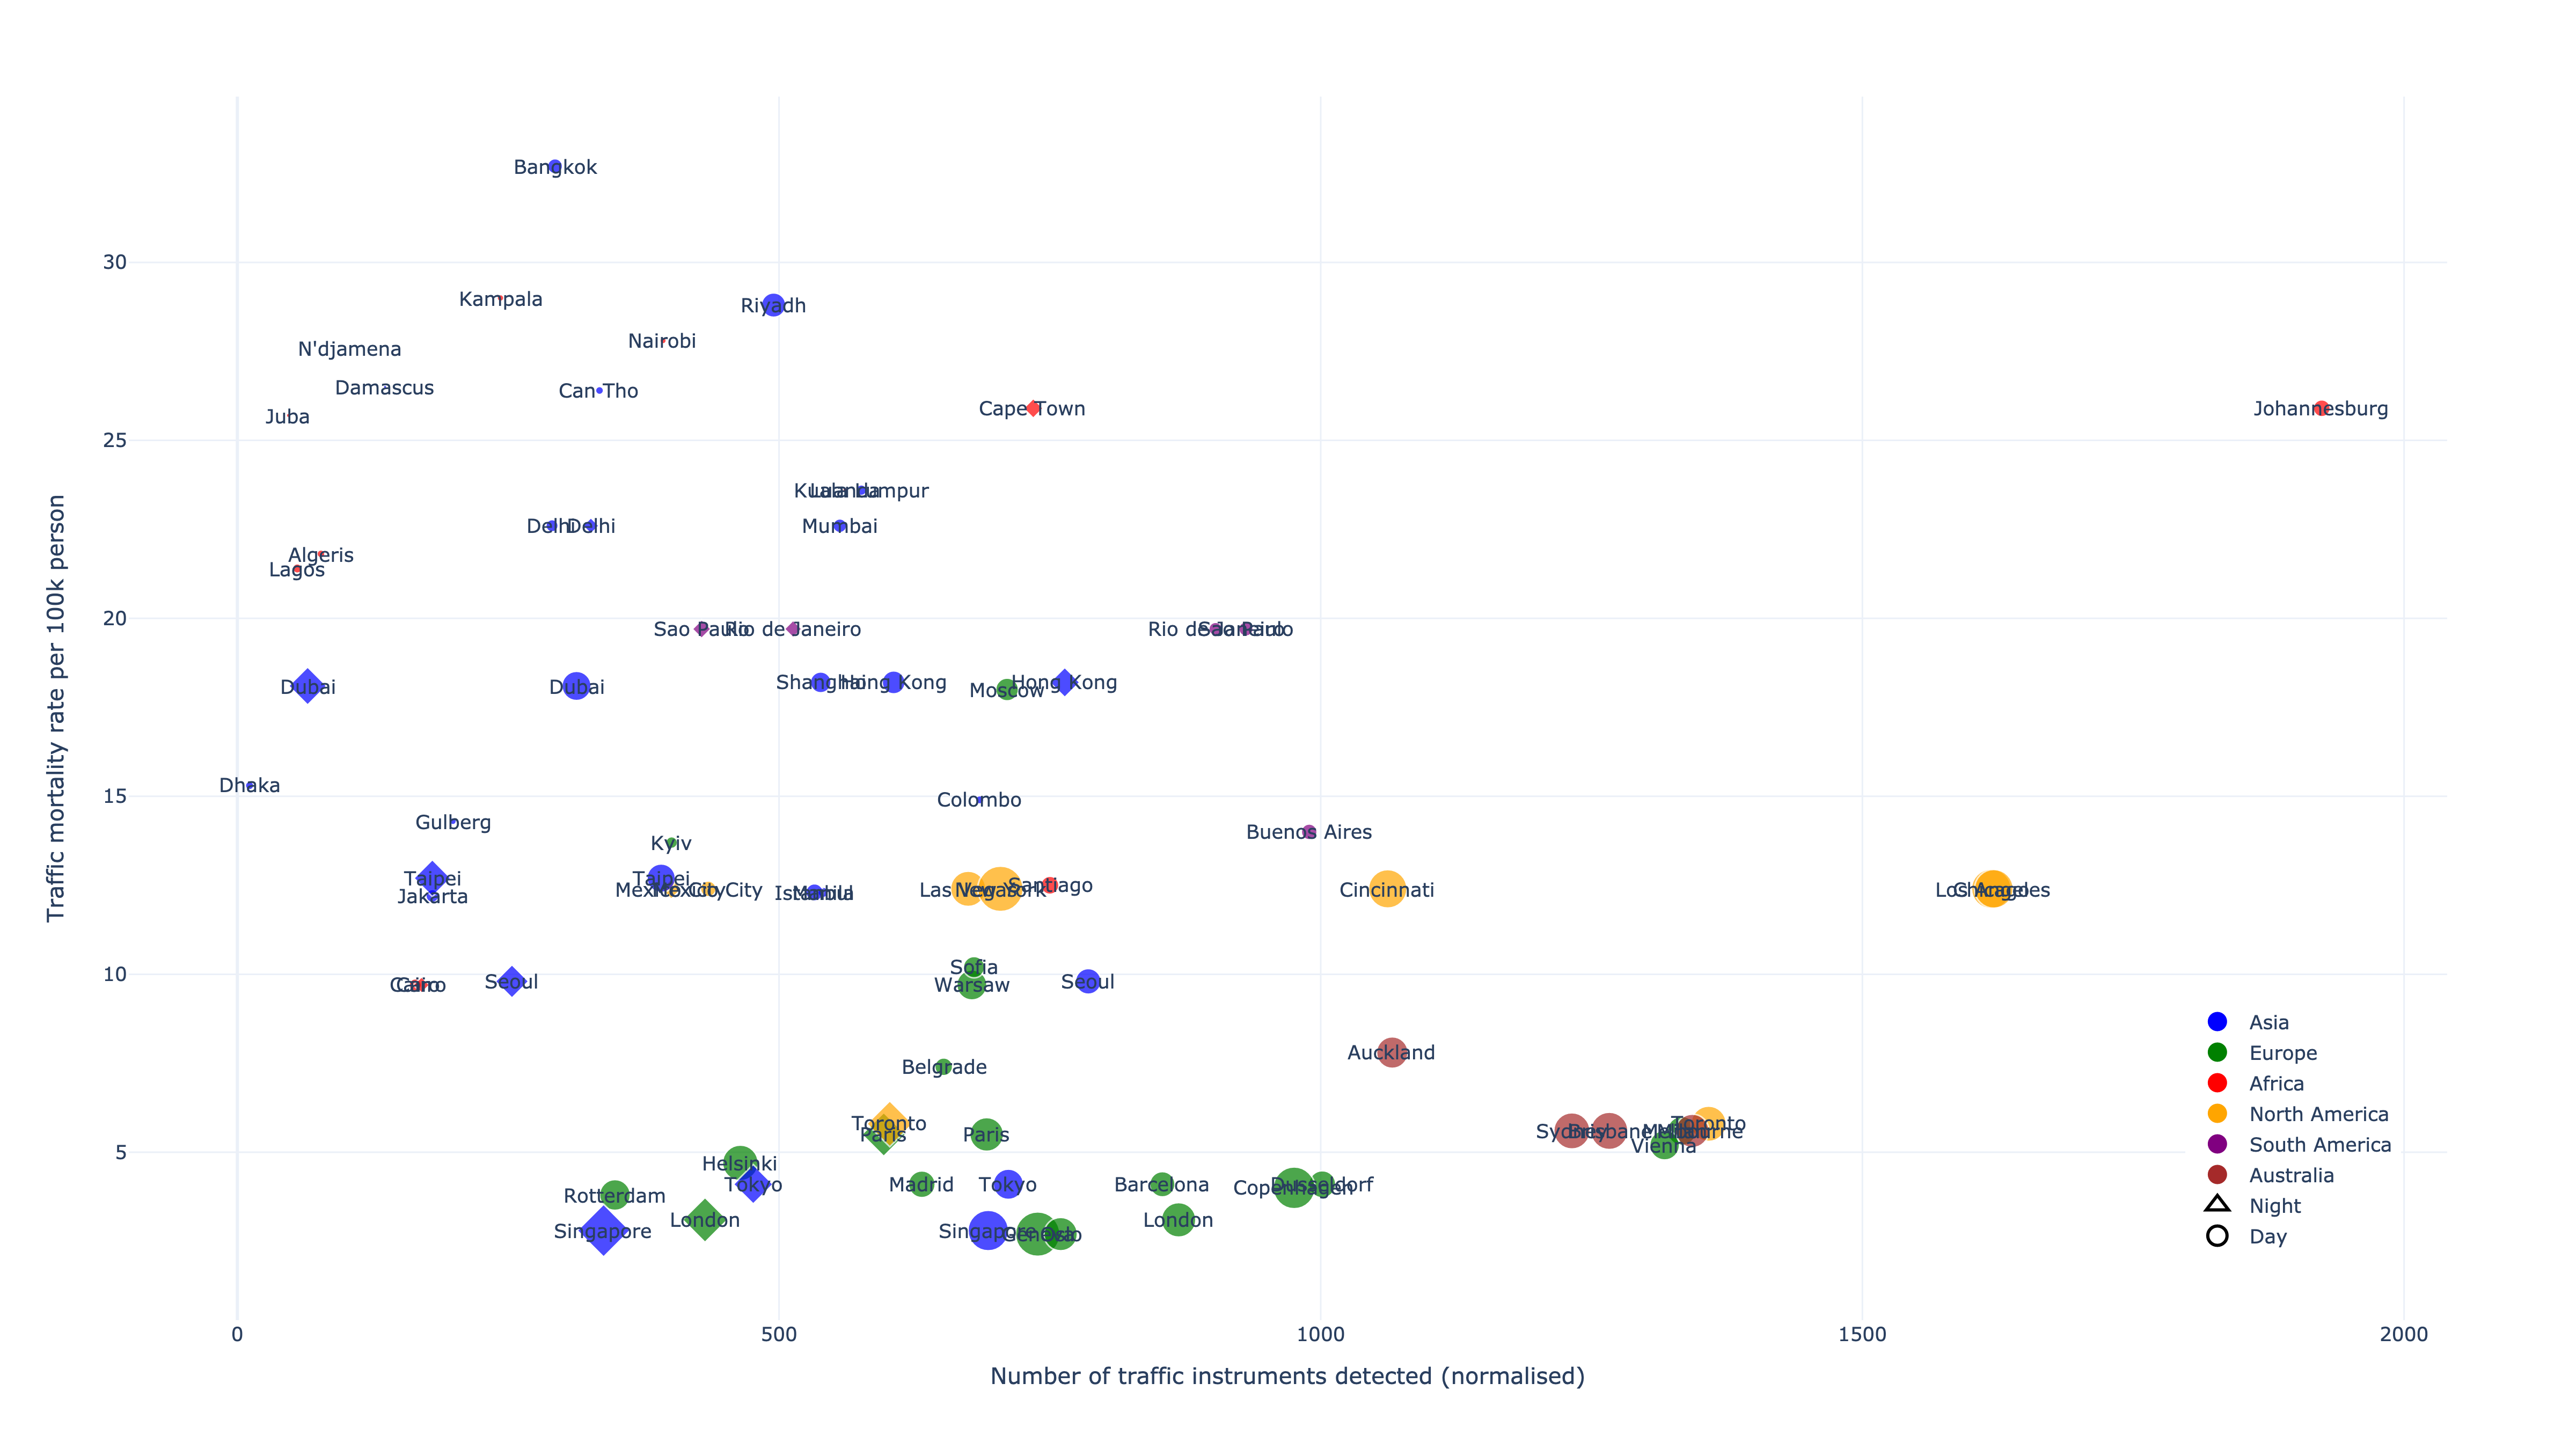 Bangkok
30
Kampala
Riyadh
Nairobi
N'djamena
Damascus
Can Tho
Juba
Cape Town
Johannesburg
25
Kuala Lumpur
Luanda
Delhi
Delhi
Mumbai
Algeris
Lagos
20
Sao Paulo
Rio de Janeiro
Rio de Janeiro
Sao Paulo
Dubai
Dubai
Shanghai
Hong Kong
Moscow
Hong Kong
15
Dhaka
Colombo
Gulberg
Buenos Aires
Kyiv
Taipei
Jakarta
Taipei
Mexico City
Mexico City
Istanbul
Manila
Las Vegas
New York
Santiago
Cincinnati
Los Angeles
Chicago
10
Cairo
Cairo
Seoul
Sofia
Warsaw
Seoul
Belgrade
Auckland
5
Toronto
Paris
Paris
Sydney
Brisbane
Melbourne
Milan
Toronto
Vienna
Helsinki
Tokyo
Rotterdam
Madrid
Tokyo
Barcelona
Copenhagen
Dusseldorf
Singapore
London
Singapore
Geneva
Oslo
London
Asia
Europe
Africa
North America
South America
Australia
Night
Day
0
500
1000
1500
2000
Number of traffic instruments detected (normalised)
Traffic mortality rate per 100k person